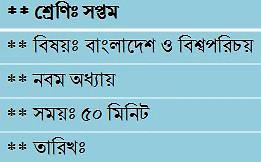 ** শ্রেণিঃ সপ্তম
** বিষয়ঃ বাংলাদেশ ও বিশ্বপরিচয়
** নবম অধ্যায়
** সময়ঃ ৫০ মিনিট
** তারিখঃ